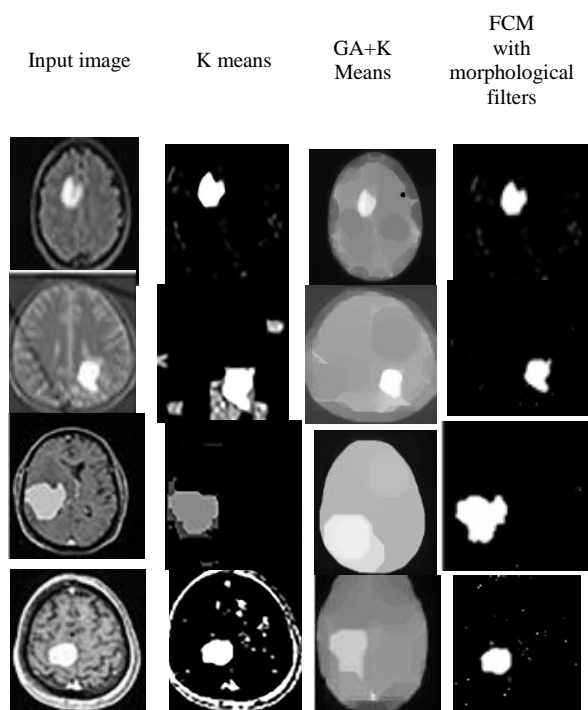 Input image
K means
GA+K
Means
FCM
with
morphological
filters